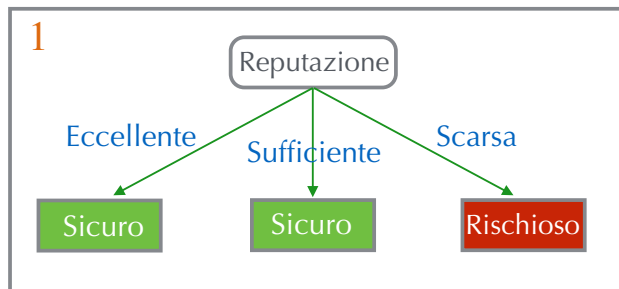 1
Reputazione
Eccellente
Sufficiente
Scarsa
Sicuro
Sicuro
Rischioso